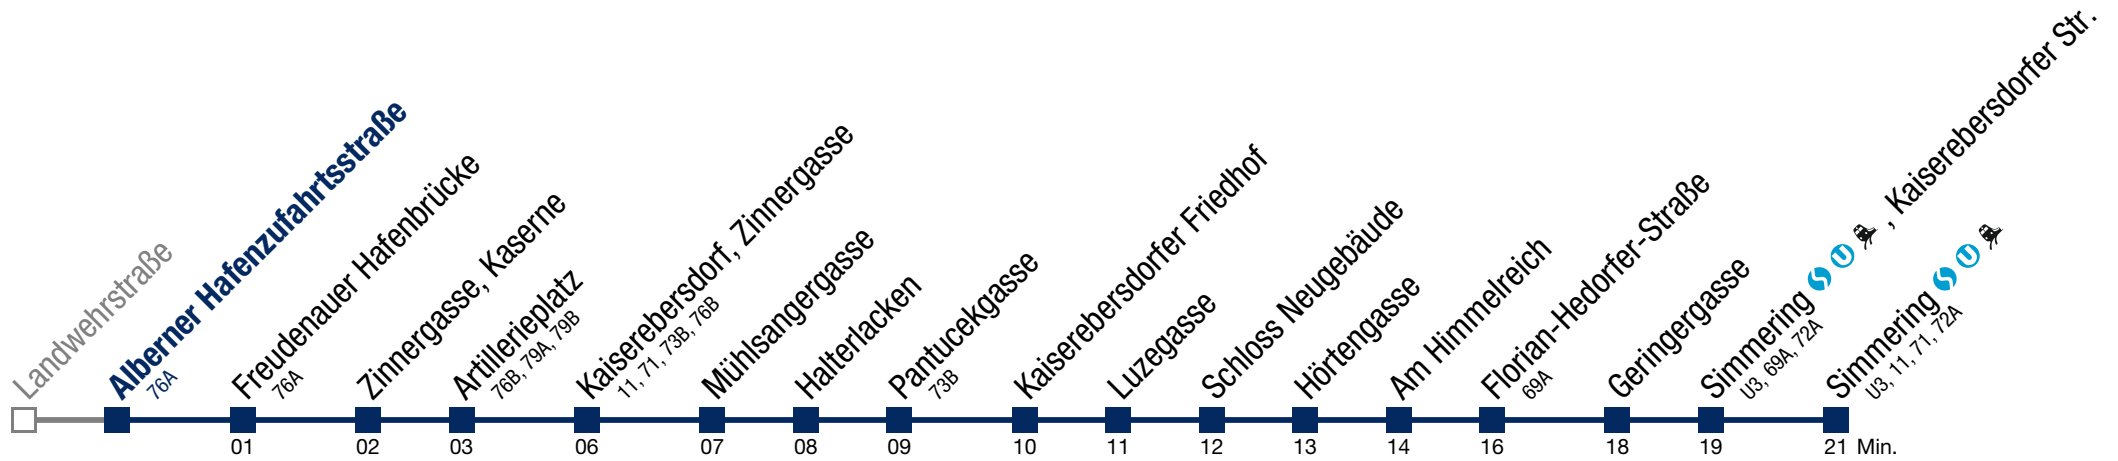 Landwehrstraße
Alberner Hafenzufahrtsstraße
76A
Freudenauer Hafenbrücke
76A
Zinnergasse, Kaserne
Artillerieplatz
76B, 79A, 79B
Kaiserebersdorf, Zinnergasse
11, 71, 73B, 76B
Mühlsangergasse
Halterlacken
Pantucekgasse
73B
Kaiserebersdorfer Friedhof
Luzegasse
Schloss Neugebäude
Hörtengasse
Am Himmelreich
Florian-Hedorfer-Straße
69A
Geringergasse
Simmering S U , Kaiserebersdorfer Str.
U3, 69A, 72A
Simmering S U
U3, 11, 71, 72A
01 02 03 06 07 08 09 10 11 12 13 14 16 18 19 21 Min.